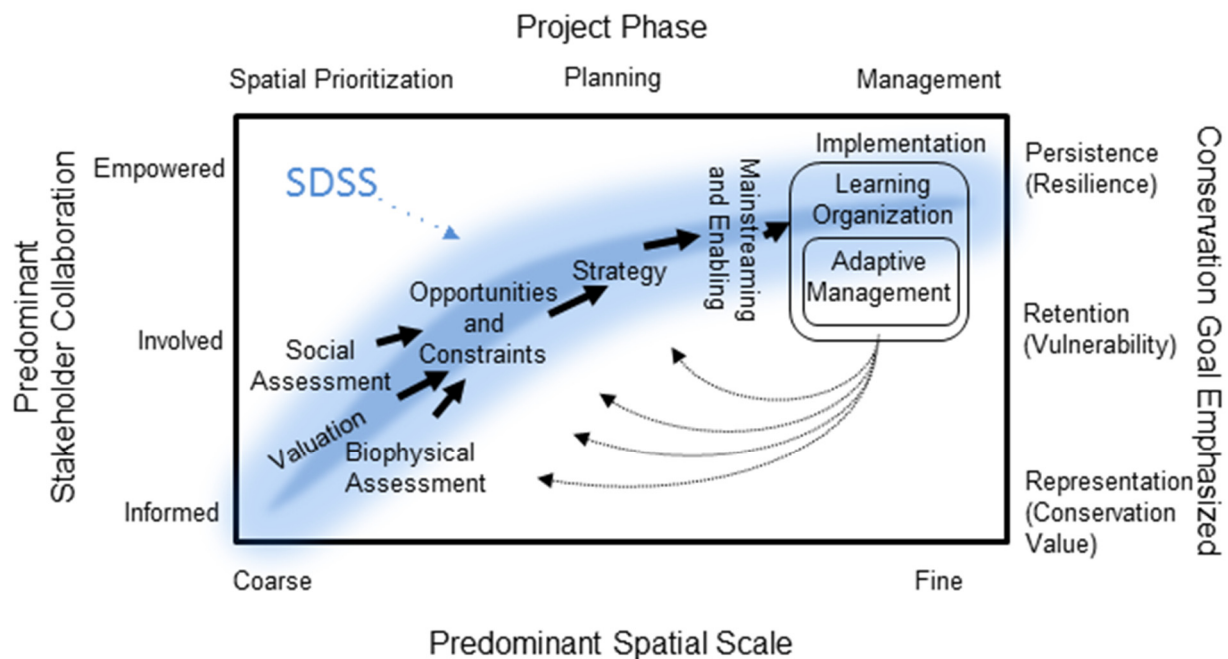 Project Phase
Spatial Prioritization
Planning
Management
Predominant
Stakeholder Collaboration
Empowered
Involved
Informed
SDSS
Implementation
Learning
Organization
Adaptive
Management
Mainstreaming
and Enabling
Strategy
Opportunities
and
Constraints
Social
Assessment
Valuation
Biophysical
Assessment
Persistence
(Resilience)
Retention
(Vulnerability)
Representation
(Conservation
Value)
Conservation Goal Emphasized
Coarse
Fine
Predominant Spatial Scale